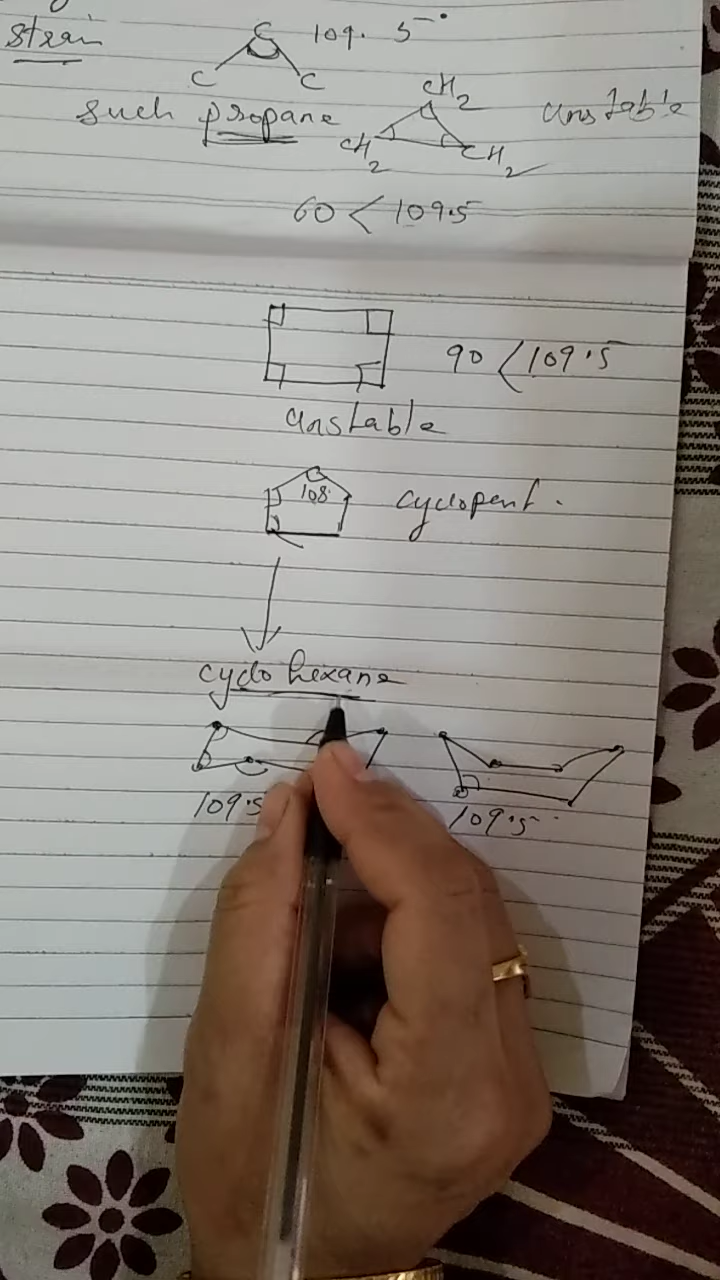 strain
C 109.5°
C C
CH2
such propane unstable
CH2 CH2
60 < 109.5
90 < 109.5
unstable
108 cyclopent.
cyclo hexane
109.5 109.5